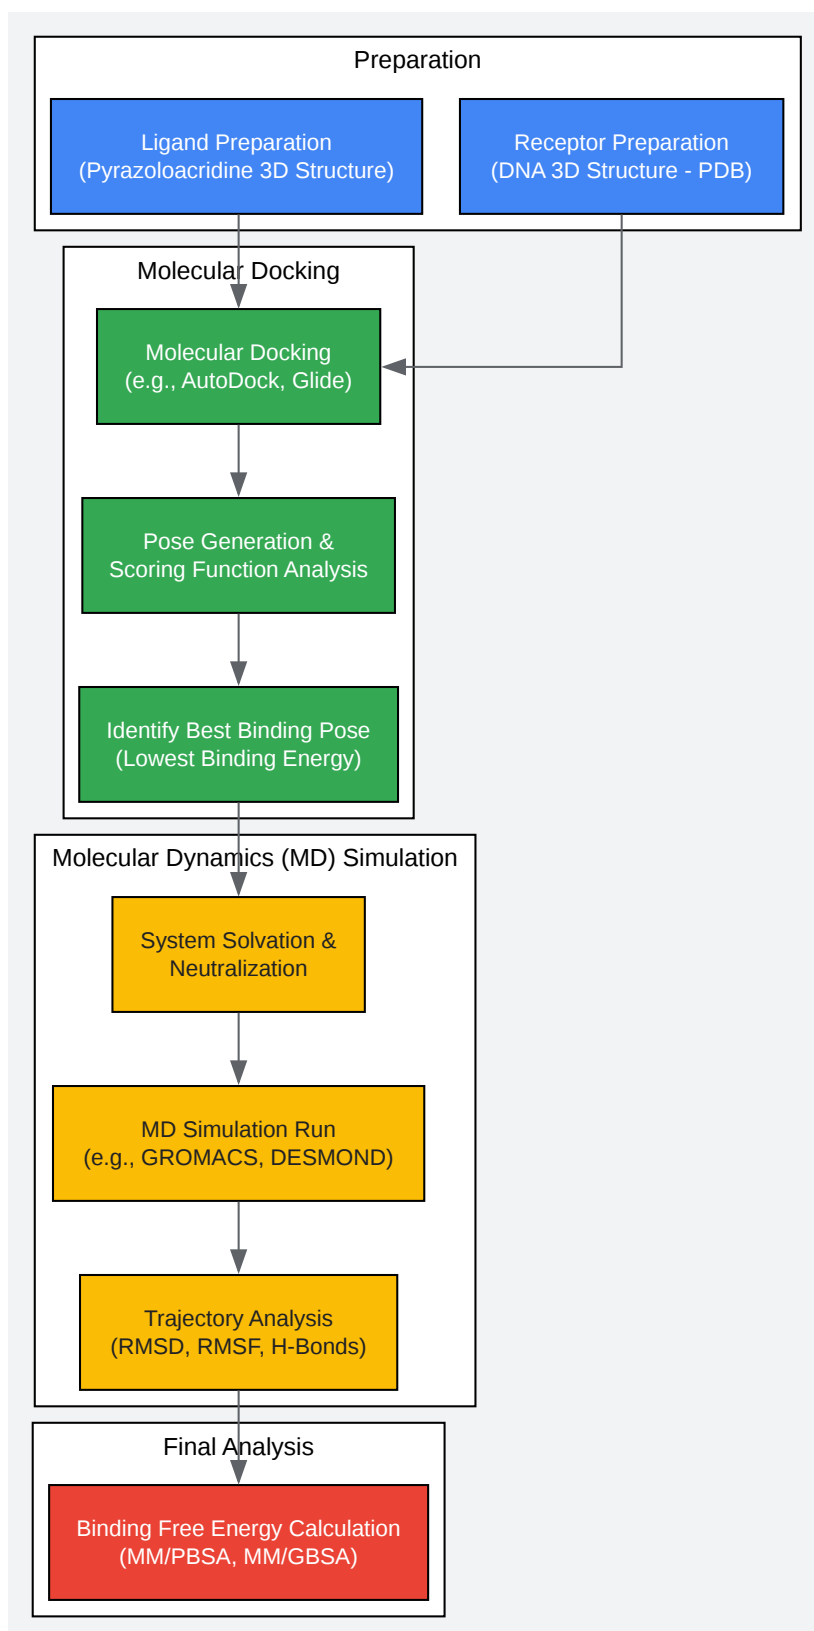 Preparation
Ligand Preparation
(Pyrazoloacridine 3D Structure)
Receptor Preparation
(DNA 3D Structure - PDB)
Molecular Docking
Molecular Docking
(e.g., AutoDock, Glide)
Pose Generation &
Scoring Function Analysis
Identify Best Binding Pose
(Lowest Binding Energy)
Molecular Dynamics (MD) Simulation
System Solvation &
Neutralization
MD Simulation Run
(e.g., GROMACS, DESMOND)
Trajectory Analysis
(RMSD, RMSF, H-Bonds)
Final Analysis
Binding Free Energy Calculation
(MM/PBSA, MM/GBSA)